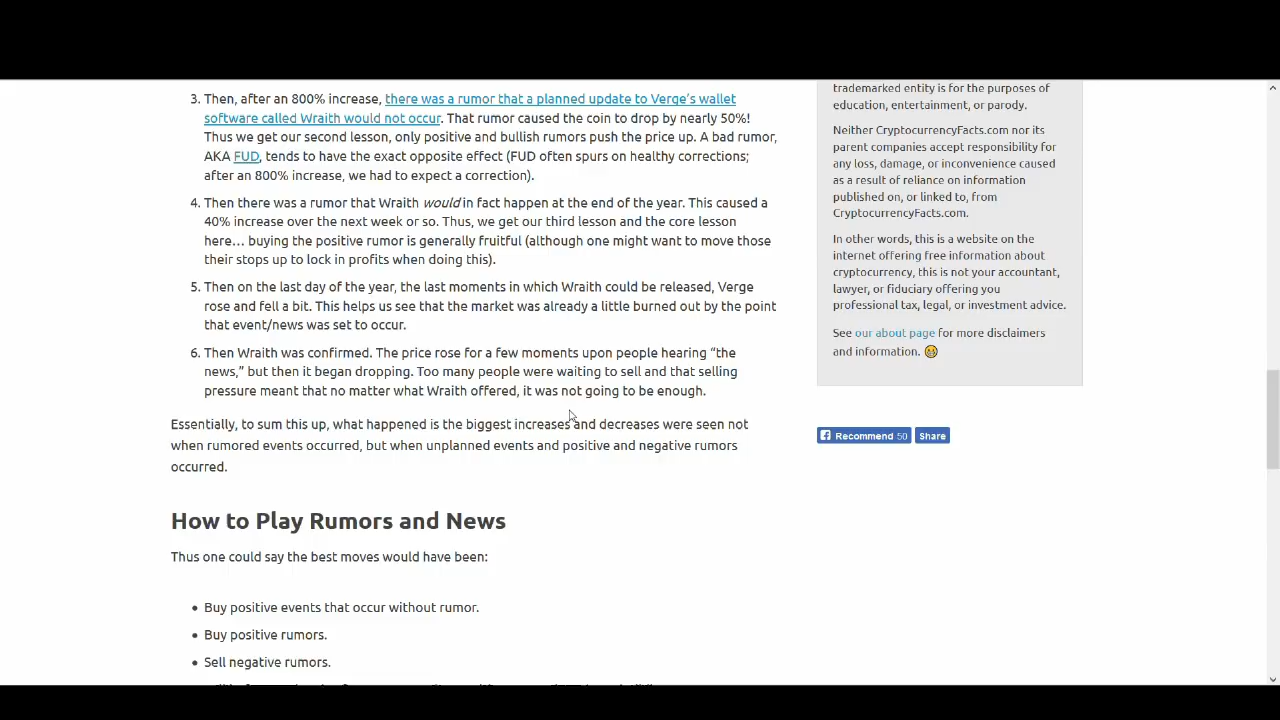 3. Then, after an 800% increase, there was a rumor that a planned update to Verge's wallet
software called Wraith would not occur. That rumor caused the coin to drop by nearly 50%!
Thus we get our second lesson, only positive and bullish rumors push the price up. A bad rumor,
AKA FUD, tends to have the exact opposite effect (FUD often spurs on healthy corrections;
after an 800% increase, we had to expect a correction).
4. Then there was a rumor that Wraith would in fact happen at the end of the year. This caused a
40% increase over the next week or so. Thus, we get our third lesson and the core lesson
here… buying the positive rumor is generally fruitful (although one might want to move those
their stops up to lock in profits when doing this).
5. Then on the last day of the year, the last moments in which Wraith could be released, Verge
rose and fell a bit. This helps us see that the market was already a little burned out by the point
that event/news was set to occur.
6. Then Wraith was confirmed. The price rose for a few moments upon people hearing “the
news,” but then it began dropping. Too many people were waiting to sell and that selling
pressure meant that no matter what Wraith offered, it was not going to be enough.
Essentially, to sum this up, what happened is the biggest increases and decreases were seen not
when rumored events occurred, but when unplanned events and positive and negative rumors
occurred.
How to Play Rumors and News
Thus one could say the best moves would have been:
• Buy positive events that occur without rumor.
• Buy positive rumors.
• Sell negative rumors.
trademarked entity is for the purposes of
education, entertainment, or parody.
Neither CryptocurrencyFacts.com nor its
parent companies accept responsibility for
any loss, damage, or inconvenience caused
as a result of reliance on information
published on, or linked to, from
CryptocurrencyFacts.com.
In other words, this is a website on the
internet offering free information about
cryptocurrency, this is not your accountant,
lawyer, or fiduciary offering you
professional tax, legal, or investment advice.
See our about page for more disclaimers
and information.
Recommend 50 Share